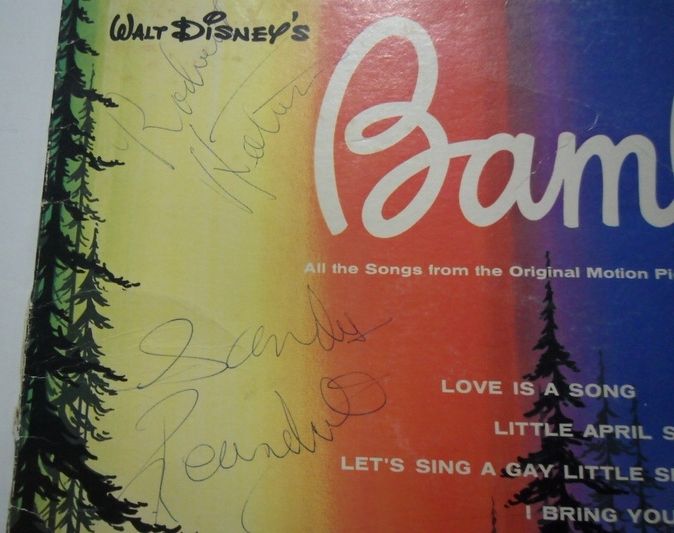 WALT DISNEY'S
Bam
All the Songs from the Original Motion Pi
Sandy
LOVE IS A SONG
LITTLE APRIL S
LET'S SING A GAY LITTLE S
I BRING YOU